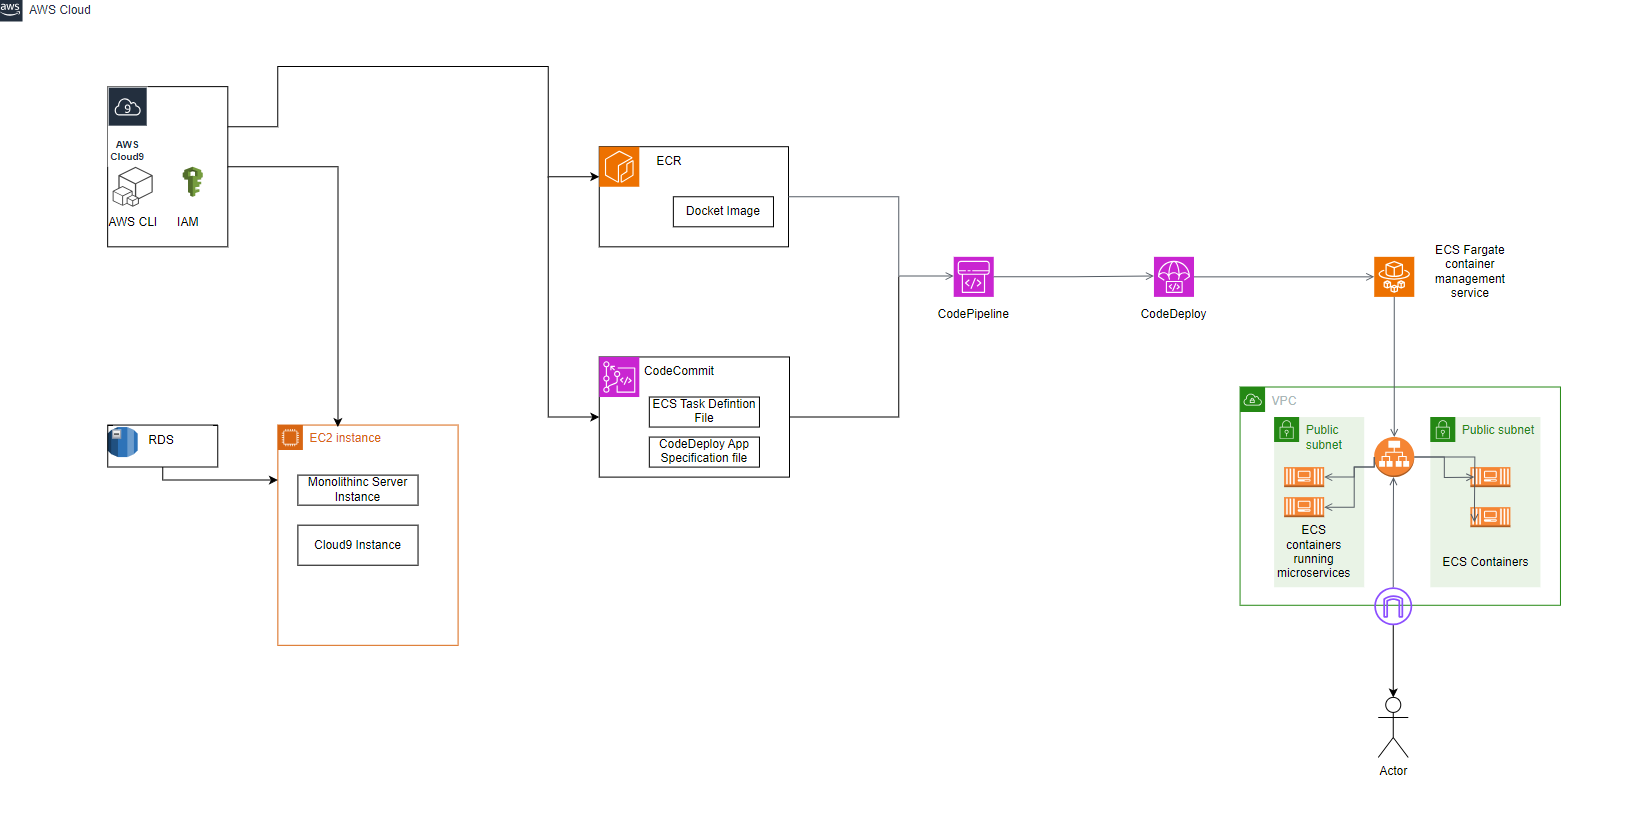 aws
AWS Cloud
9
AWS
Cloud9
AWS CLI
IAM
ECR
Docket Image
CodeCommit
ECS Task Defintion
File
CodeDeploy App
Specification file
CodePipeline
CodeDeploy
ECS Fargate
container
management
service
RDS
EC2 instance
Monolithinc Server
Instance
Cloud9 Instance
VPC
Public
subnet
Public subnet
ECS
containers
running
microservices
ECS Containers
Actor